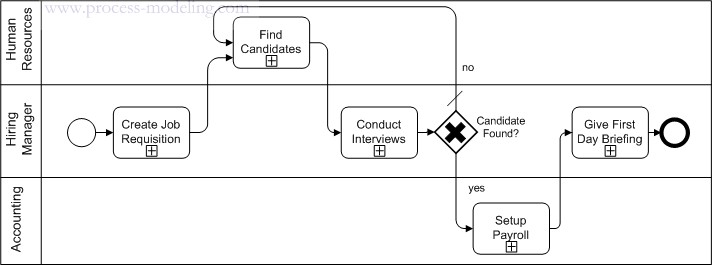 www.process-modeling.com
Human
Resources
Find
Candidates
no
Hiring
Manager
Create Job
Requisition
Conduct
Interviews
Candidate
Found?
Give First
Day Briefing
Accounting
yes
Setup
Payroll